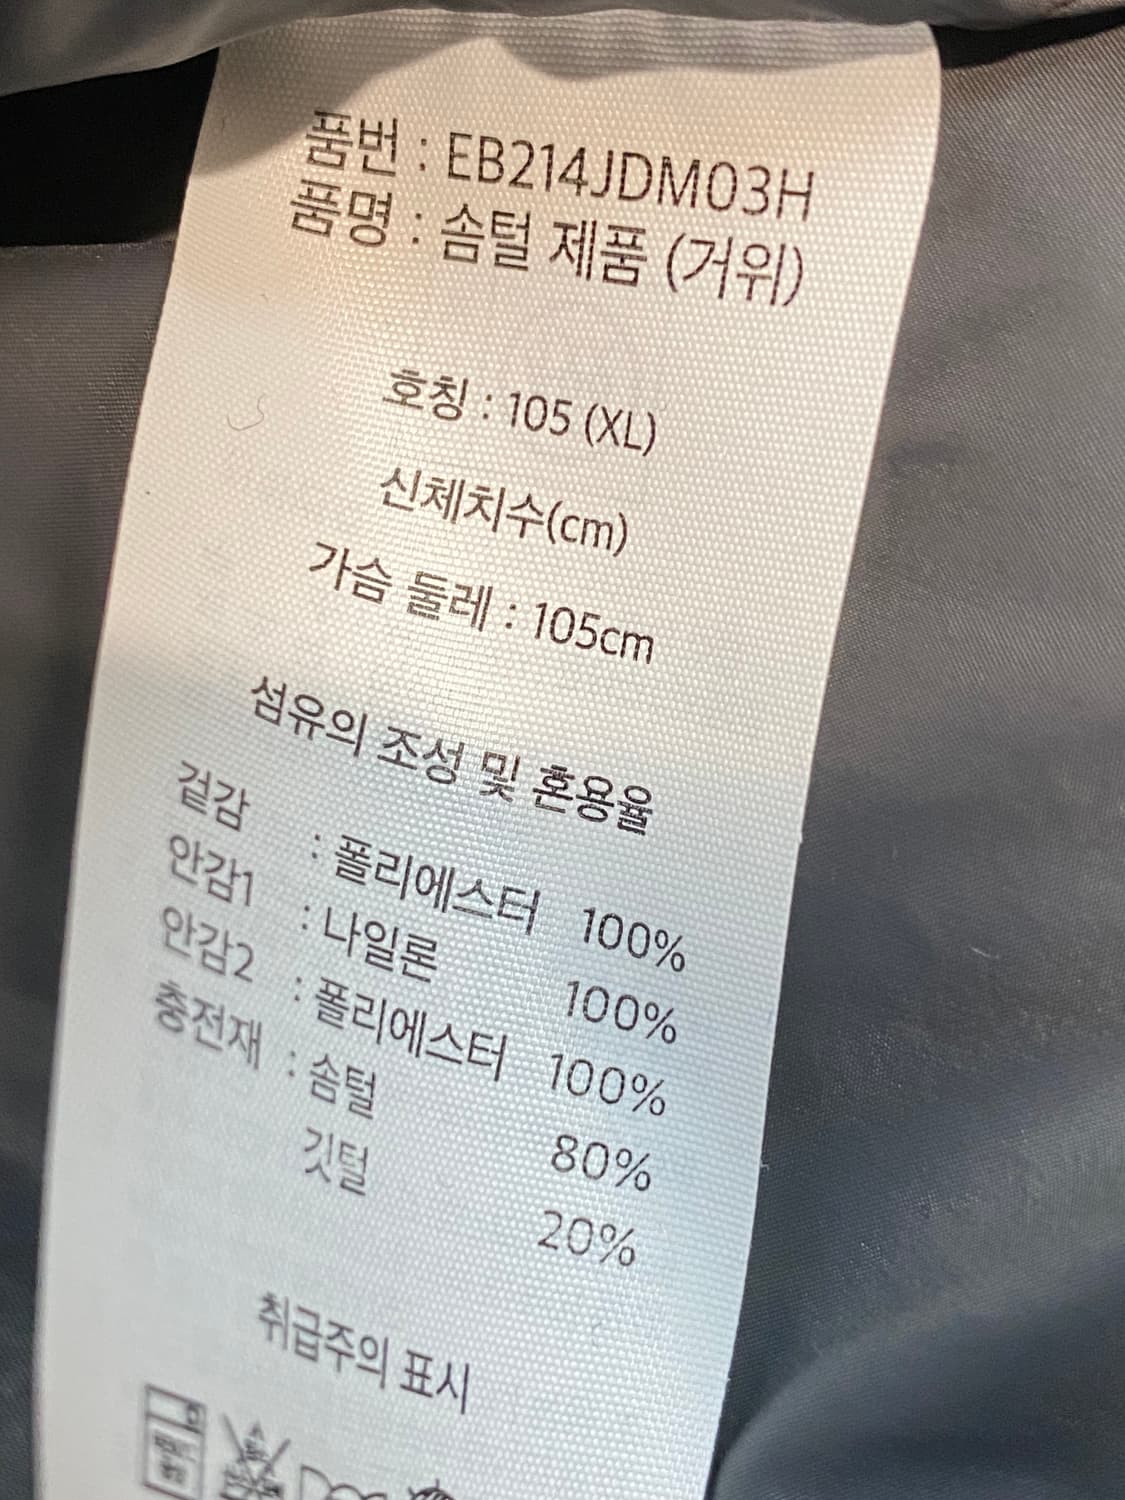 품번 : EB214JDM03H
품명 : 솜털 제품 (거위)
호칭 : 105 (XL)
신체치수(cm)
가슴 둘레 : 105cm
섬유의 조성 및 혼용율
겉감 : 폴리에스터 100%
안감1 : 나일론 100%
안감2 : 폴리에스터 100%
충전재 : 솜털 80%
깃털 20%
취급주의 표시